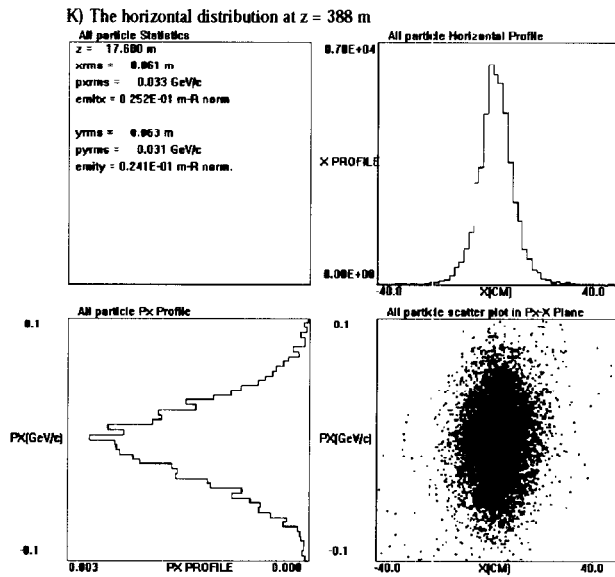 K) The horizontal distribution at z = 388 m
All particle Statistics
z = 17.600 m
xrms = 0.061 m
pxrms = 0.033 GeV/c
emitx = 0.252E-01 m-R norm
yrms = 0.063 m
pyrms = 0.031 GeV/c
emity = 0.241E-01 m-R norm.
All particle Horizontal Profile
0.70E+04
X PROFILE
0.00E+00
-40.0
X(CM)
40.0
All particle Px Profile
0.1
PX(GeV/c)
-0.1
0.003
PX PROFILE
0.000
All particle scatter plot in Px-X Plane
0.1
PX(GeV/c)
-0.1
-40.0
X(CM)
40.0